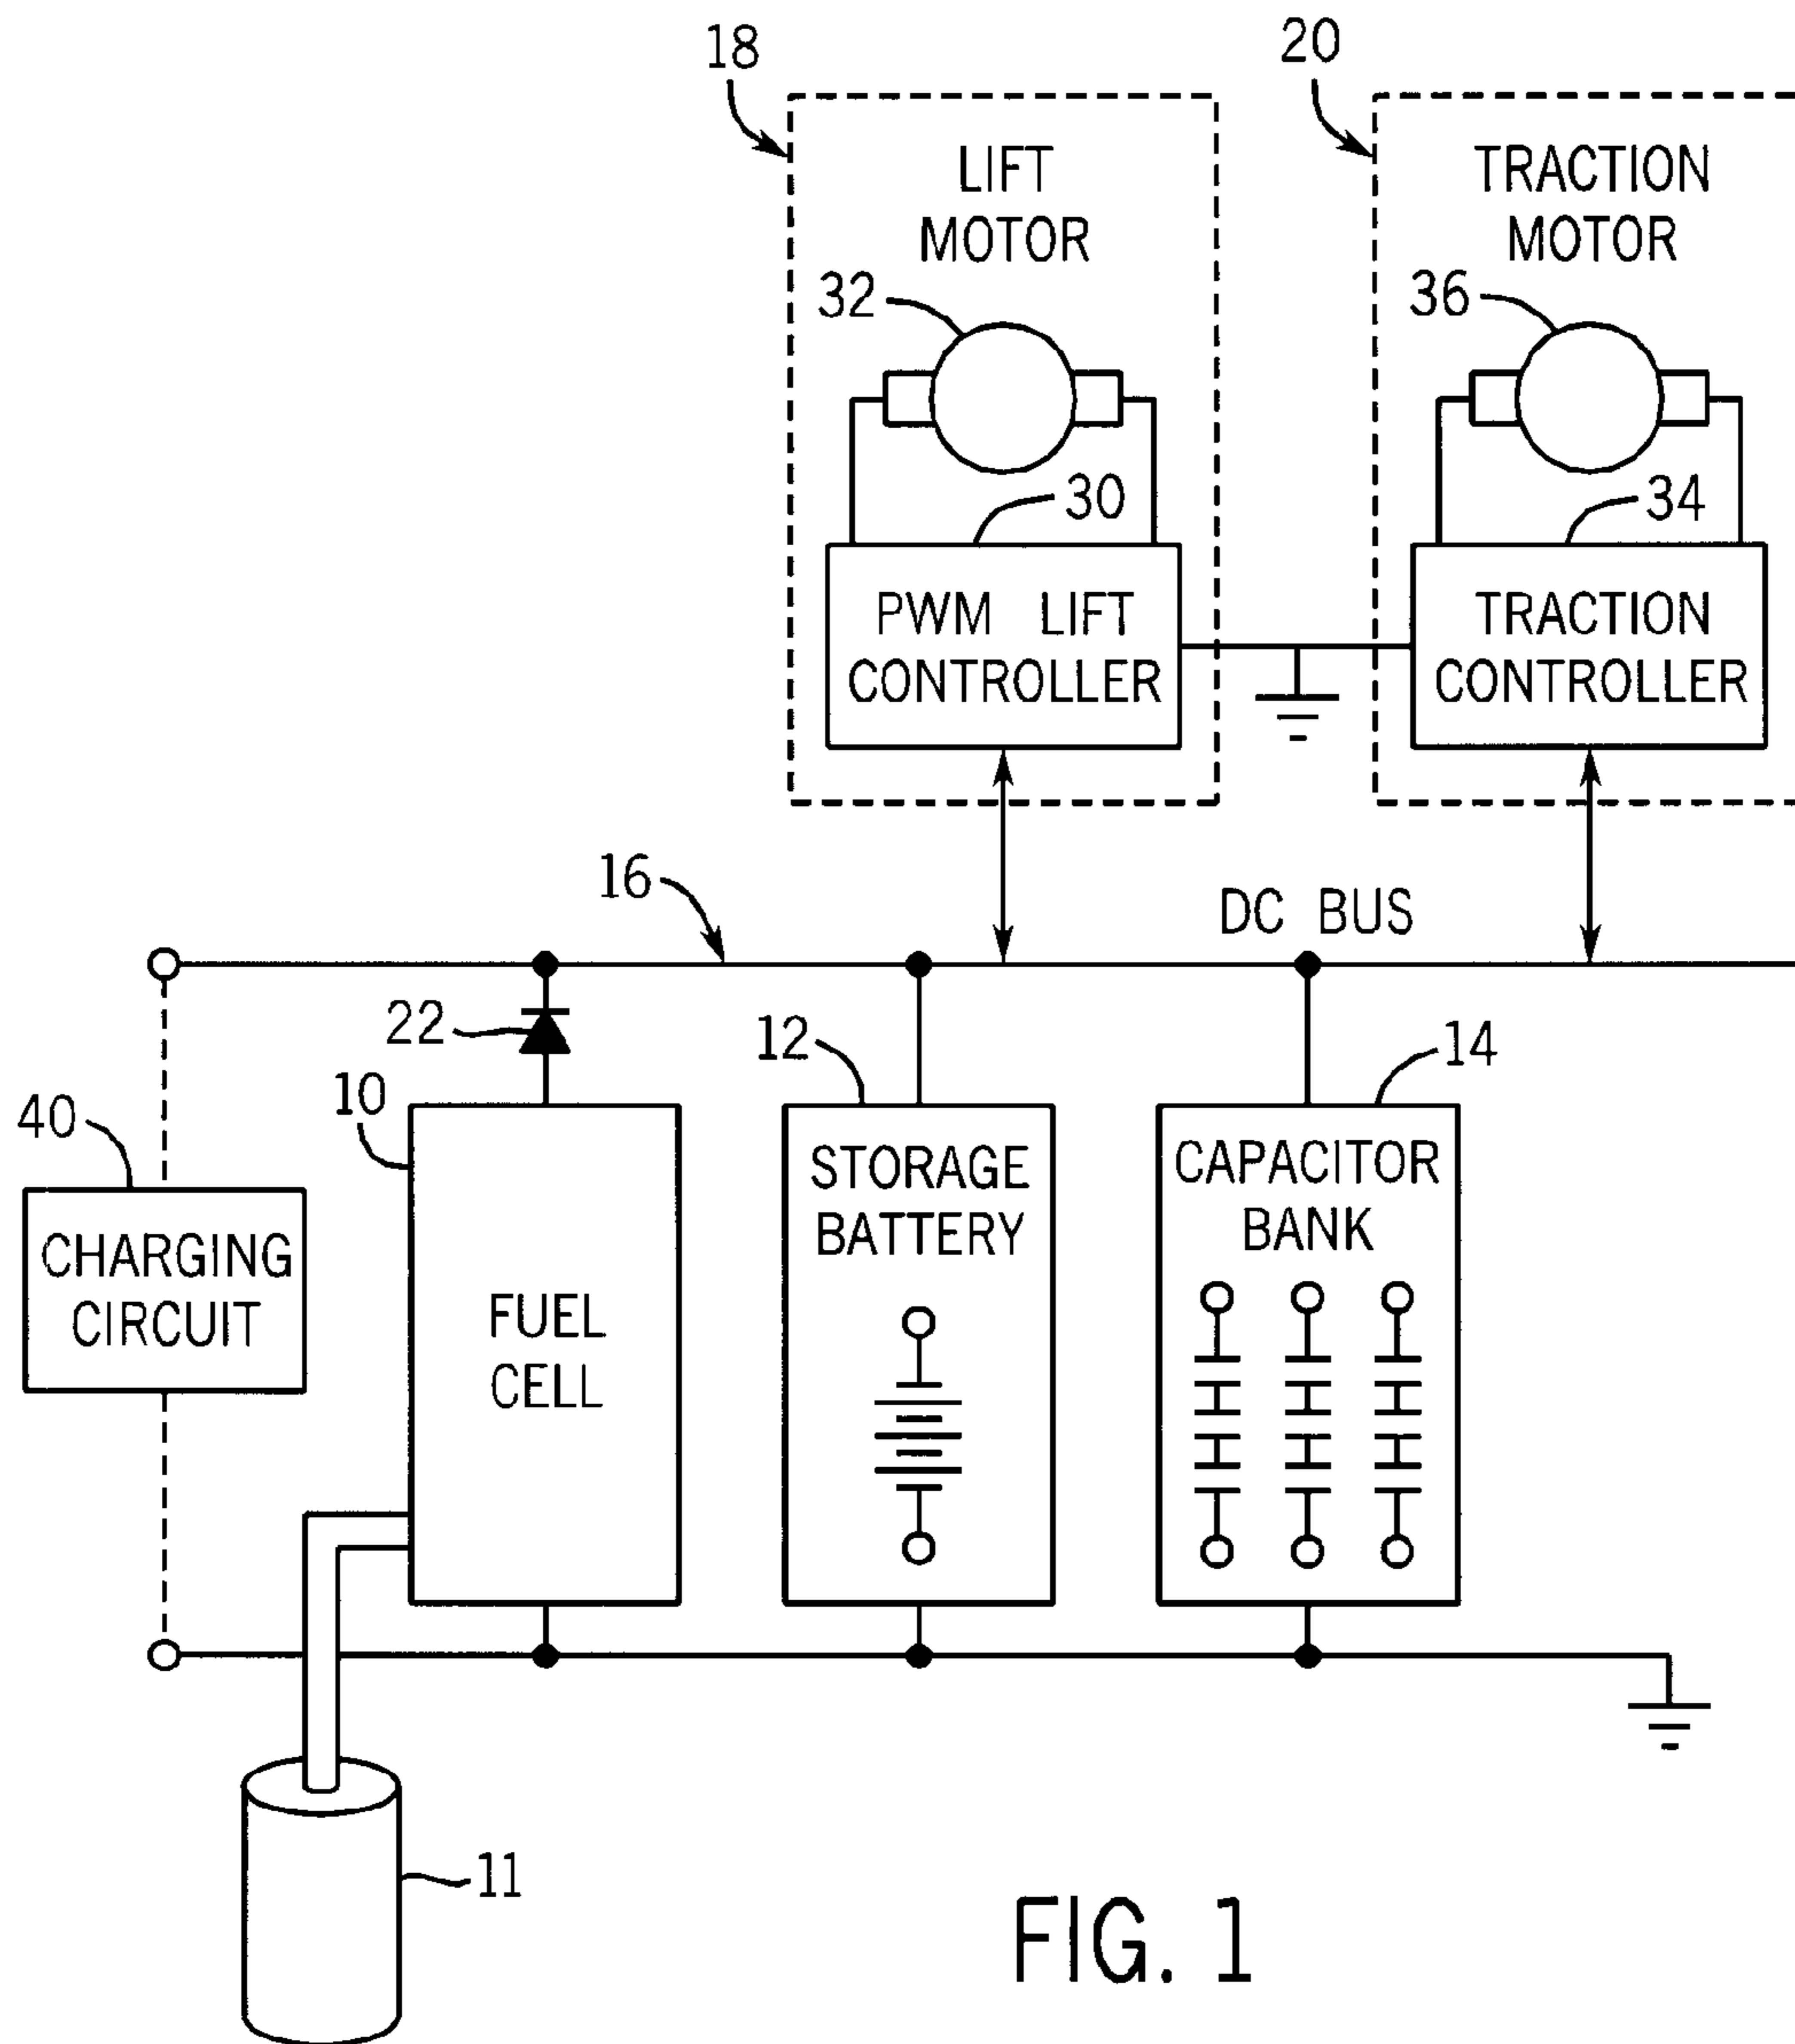 18
20
LIFT
MOTOR
TRACTION
MOTOR
32
36
30
34
PWM LIFT
CONTROLLER
TRACTION
CONTROLLER
16
DC BUS
22
12
14
10
40
STORAGE
BATTERY
CAPACITOR
BANK
CHARGING
CIRCUIT
FUEL
CELL
11
FIG. 1